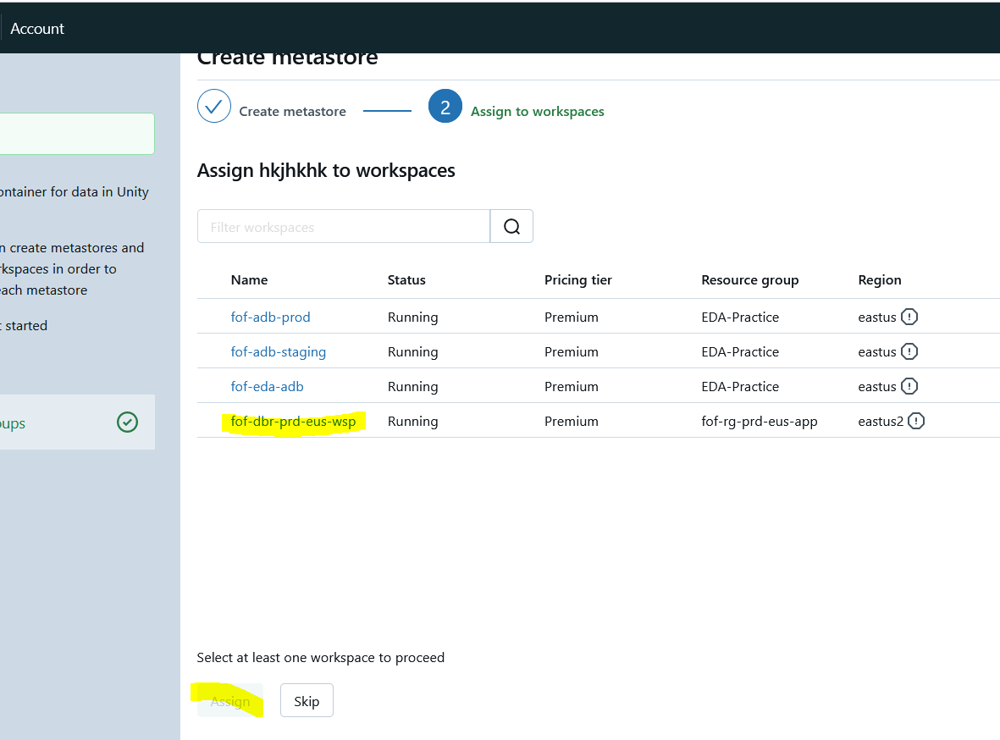 Account
Create metastore
Create metastore
2 Assign to workspaces
ontainer for data in Unity
n create metastores and
rkspaces in order to
each metastore
t started
oups
Assign hkjhkhk to workspaces
Filter workspaces
Name Status Pricing tier Resource group Region
fof-adb-prod Running Premium EDA-Practice eastus
fof-adb-staging Running Premium EDA-Practice eastus
fof-eda-adb Running Premium EDA-Practice eastus
fof-dbr-prd-eus-wsp Running Premium fof-rg-prd-eus-app eastus2
Select at least one workspace to proceed
Assign Skip